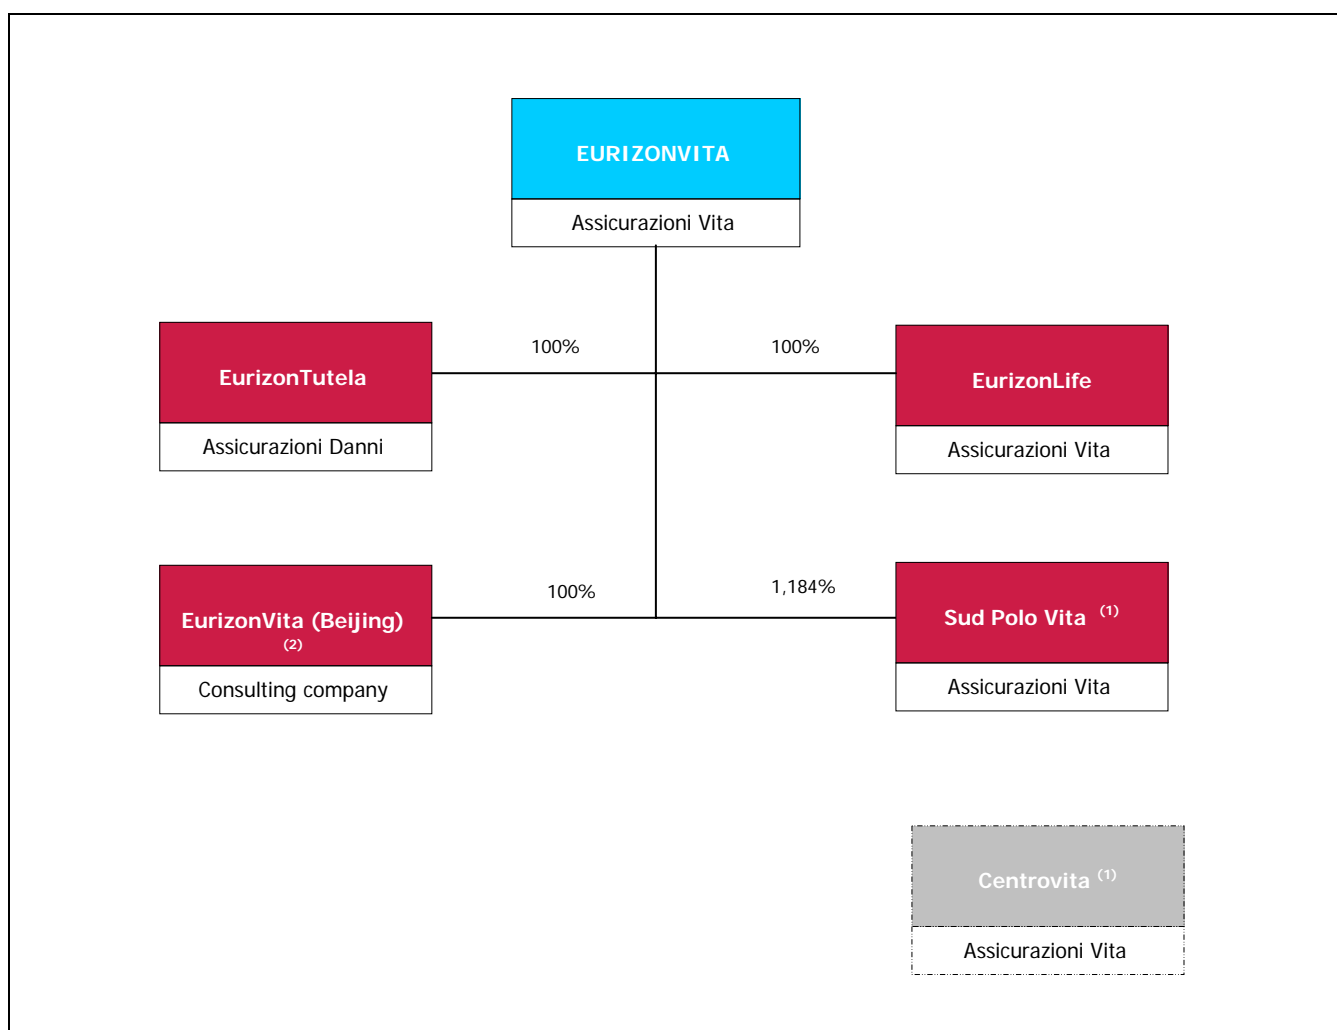 EURIZONVITA
Assicurazioni Vita
EurizonTutela
Assicurazioni Danni
100%
100%
EurizonLife
Assicurazioni Vita
EurizonVita (Beijing)
(2)
Consulting company
100%
1,184%
Sud Polo Vita (1)
Assicurazioni Vita
Centrovita (1)
Assicurazioni Vita